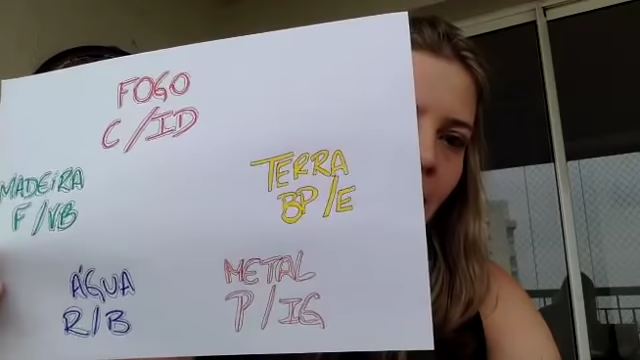 FOGO
C/ID
MADEIRA
F/VB
TERRA
BP/E
ÁGUA
R/B
METAL
P/IG